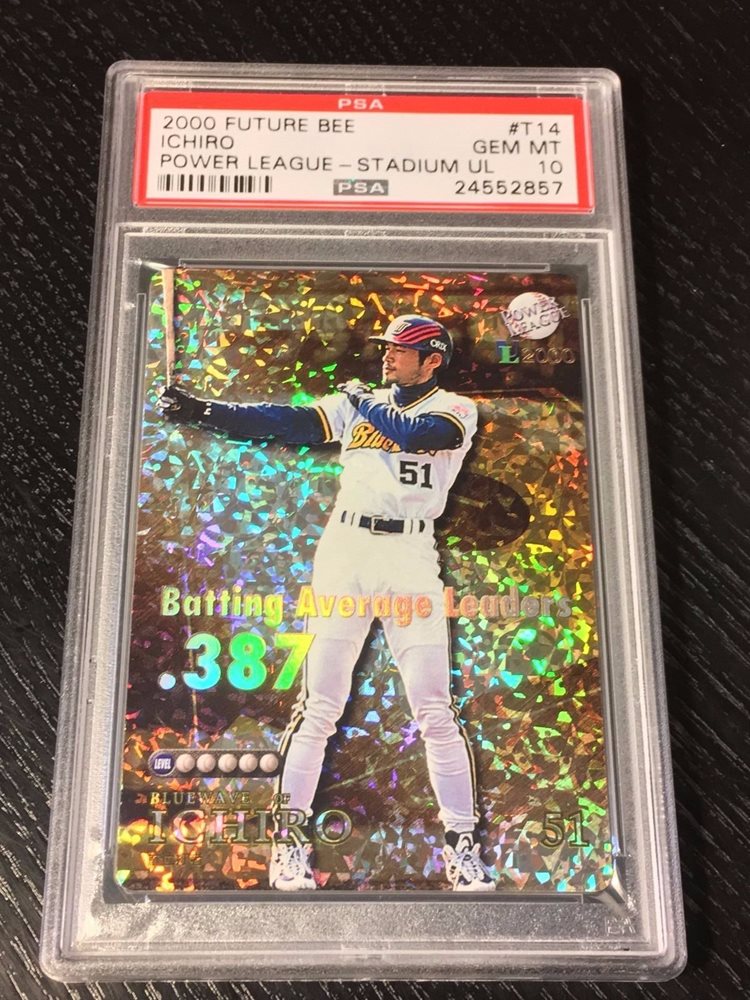 PSA
2000 FUTURE BEE #T14
ICHIRO GEM MT
POWER LEAGUE – STADIUM UL 10
PSA 24552857
POWER
LEAGUE
L2000
ORIX
51
Batting Average Leaders
.387
LEVEL
BLUEWAVE OF
ICHIRO 51